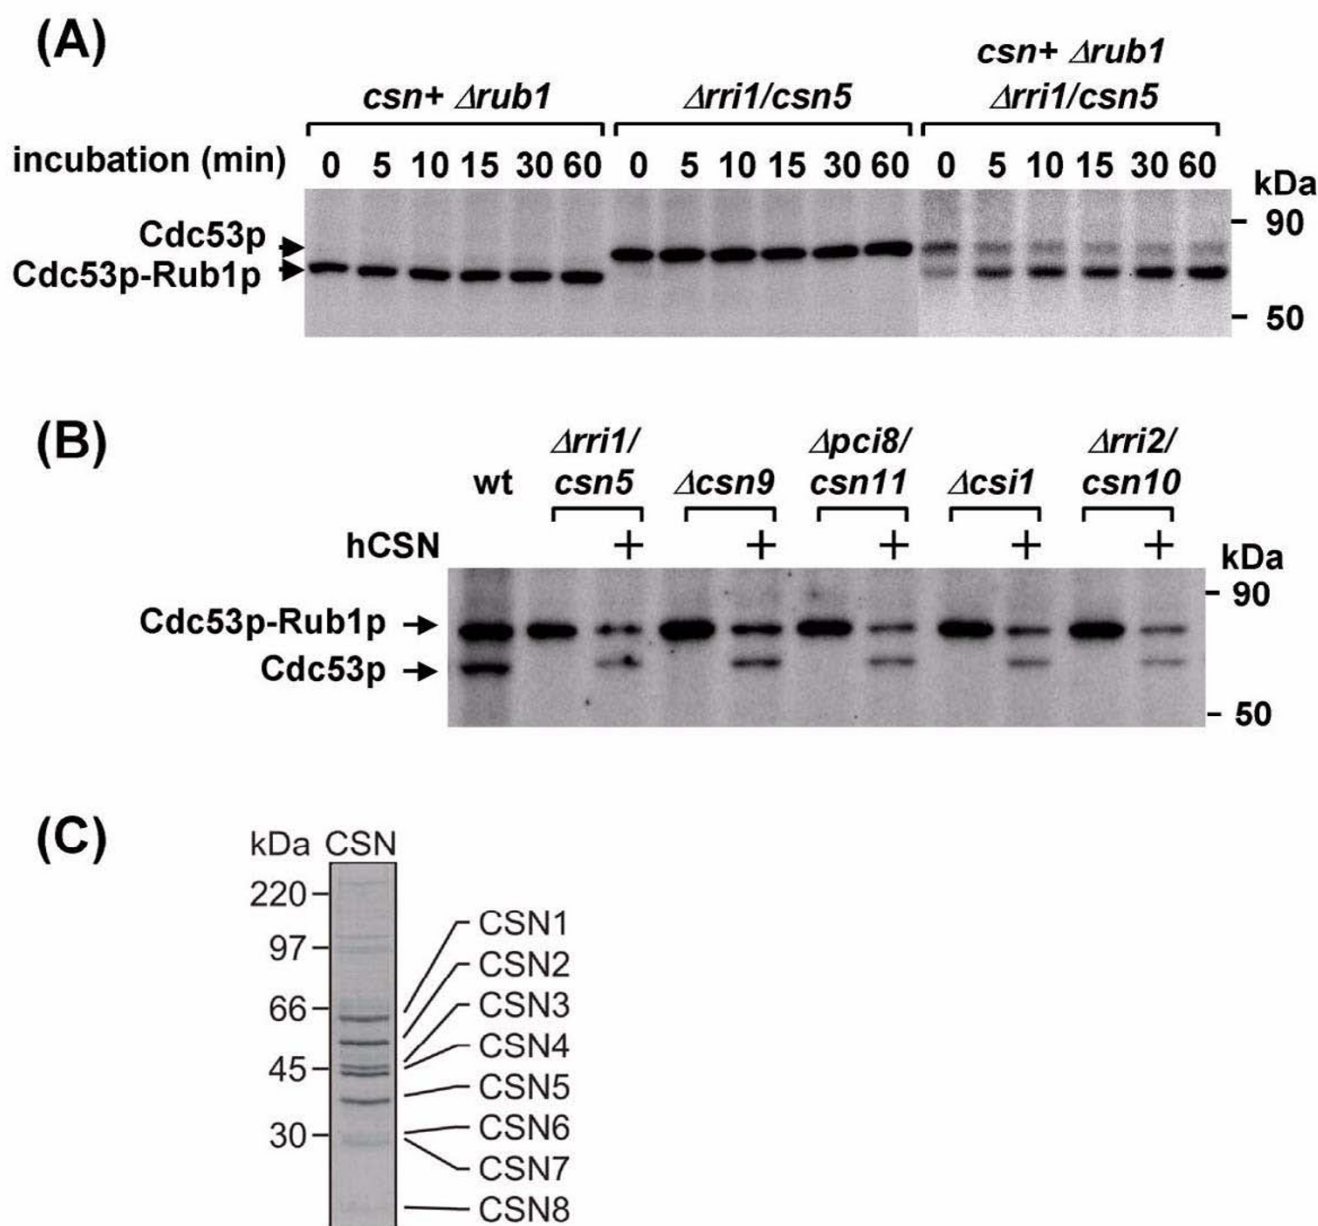 (A)
csn+ Δrub1
Δrri1/csn5
csn+ Δrub1
Δrri1/csn5
incubation (min) 0 5 10 15 30 60 0 5 10 15 30 60 0 5 10 15 30 60
kDa
Cdc53p
90
Cdc53p-Rub1p
50
(B)
wt
Δrri1/
csn5
Δcsn9
Δpci8/
csn11
Δcsi1
Δrri2/
csn10
hCSN + + + + +
kDa
90
Cdc53p-Rub1p
Cdc53p
50
(C)
kDa CSN
220
97
66
45
30
CSN1
CSN2
CSN3
CSN4
CSN5
CSN6
CSN7
CSN8